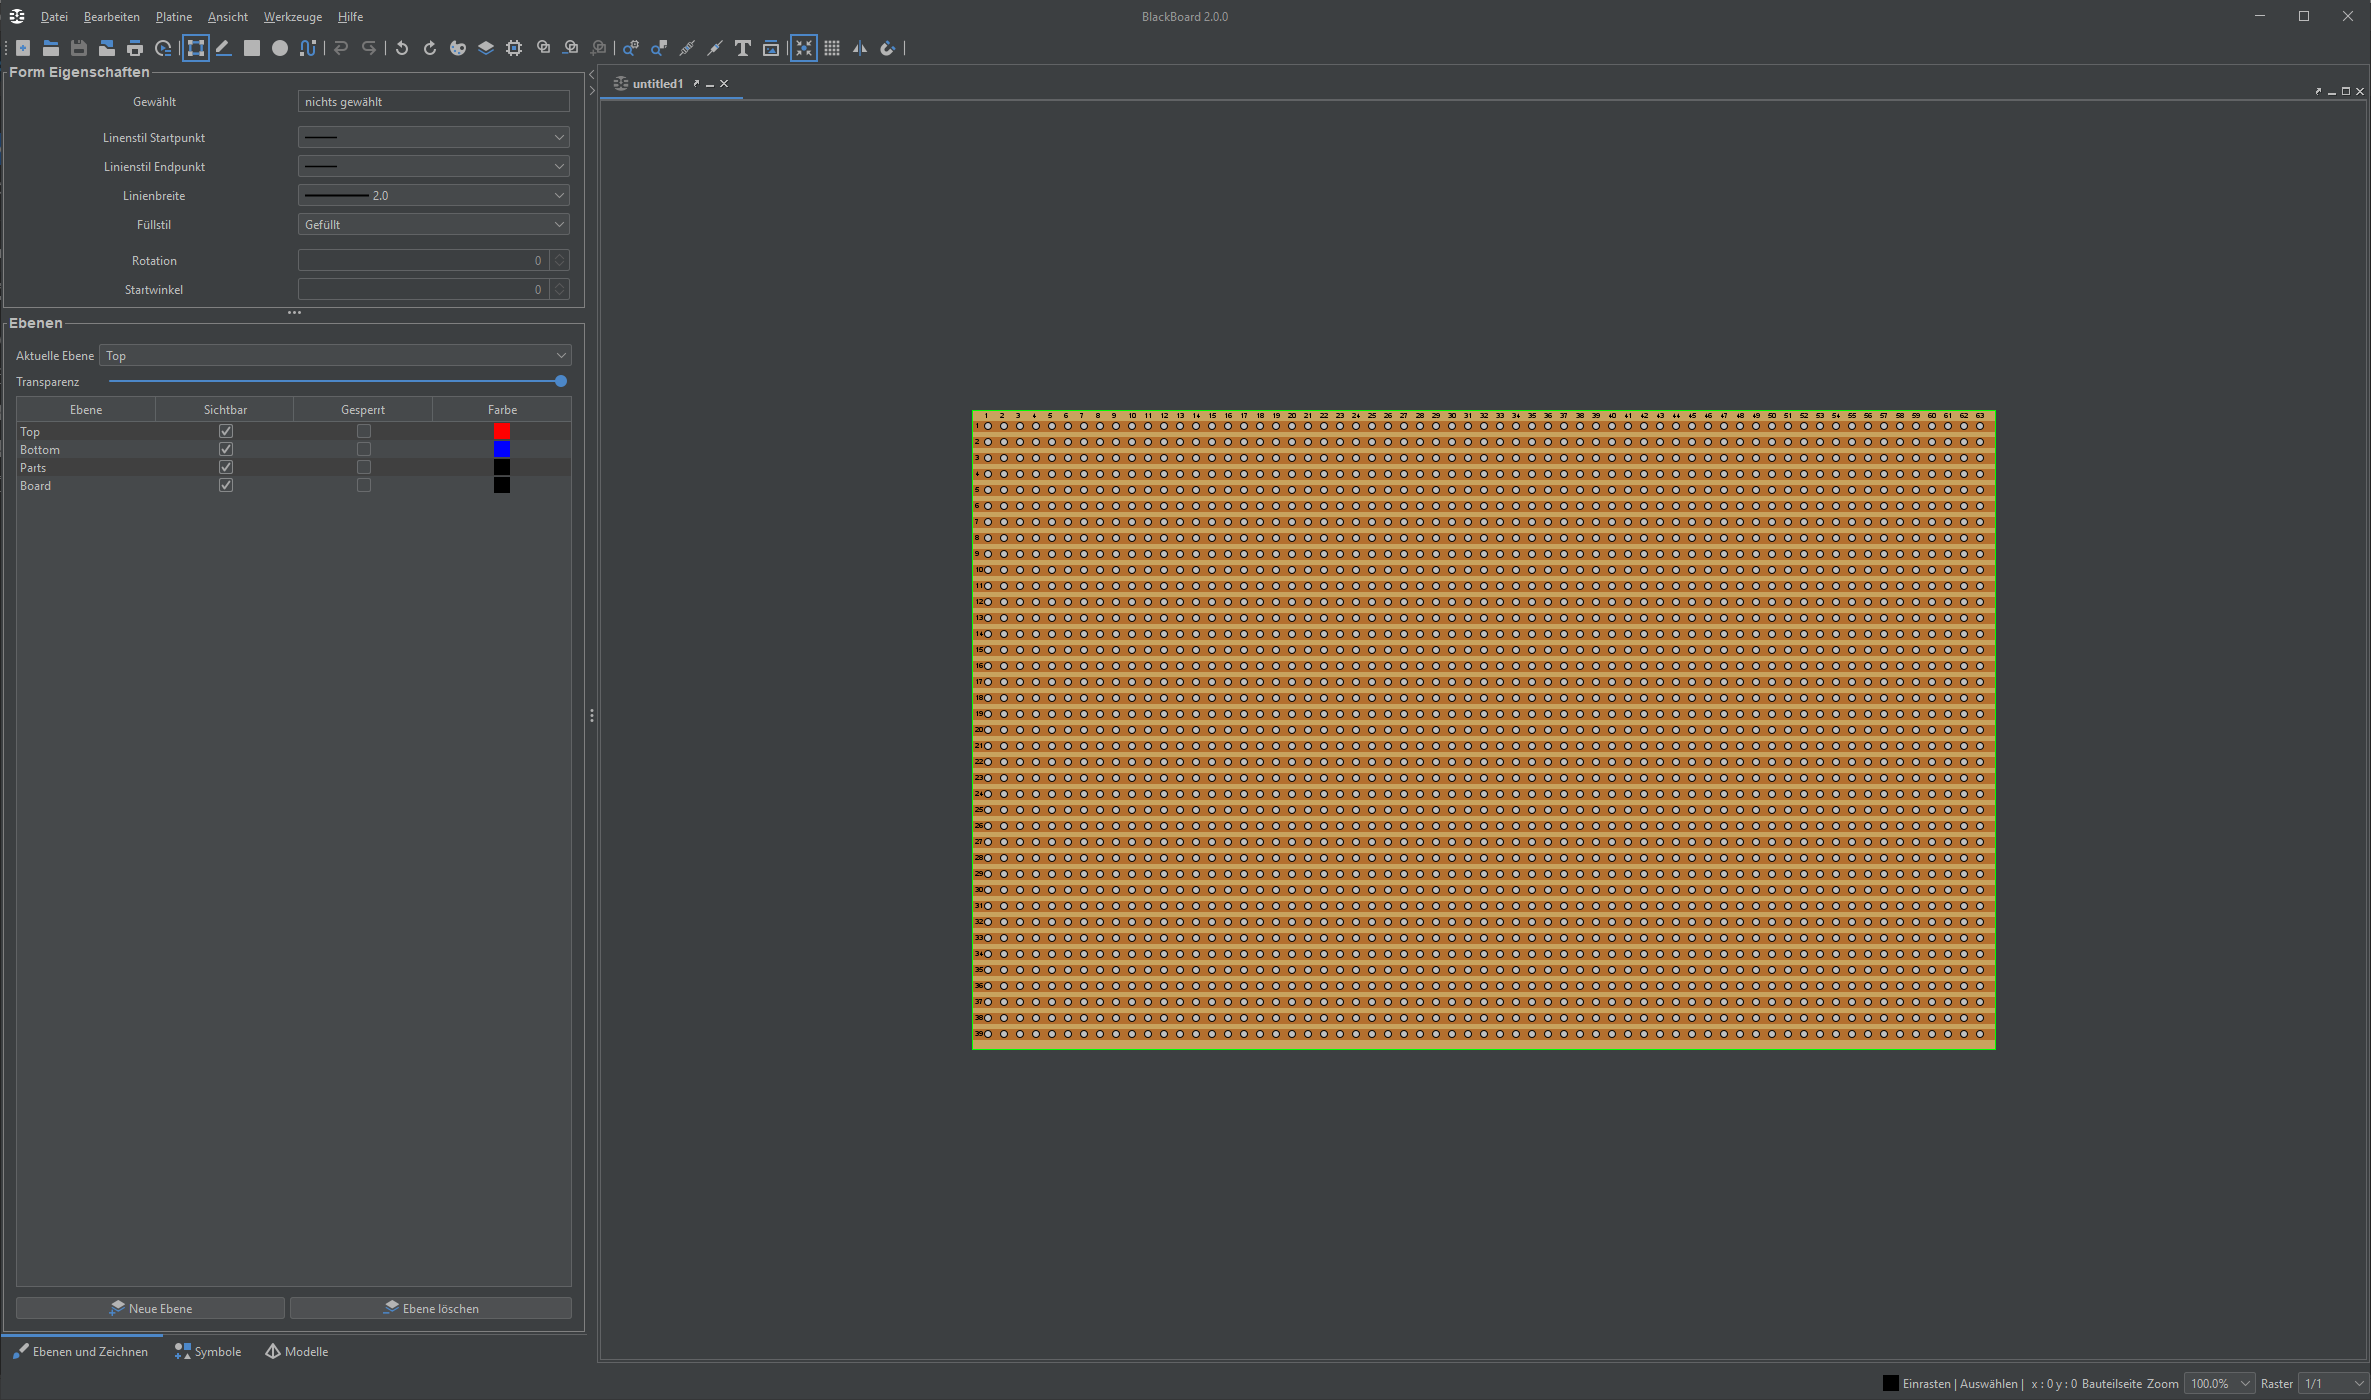 Datei Bearbeiten Platine Ansicht Werkzeuge Hilfe
BlackBoard 2.0.0
Form Eigenschaften
Gewählt nichts gewählt
Linenstil Startpunkt
Linienstil Endpunkt
Linienbreite 2.0
Füllstil Gefüllt
Rotation 0
Startwinkel 0
Ebenen
Aktuelle Ebene Top
Transparenz
Ebene Sichtbar Gesperrt Farbe
Top
Bottom
Parts
Board
Neue Ebene Ebene löschen
Ebenen und Zeichnen Symbole Modelle
untitled1
1 2 3 4 5 6 7 8 9 10 11 12 13 14 15 16 17 18 19 20 21 22 23 24 25 26 27 28 29 30 31 32 33 34 35 36 37 38 39 40 41 42 43 44 45 46 47 48 49 50 51 52 53 54 55 56 57 58 59 60 61 62 63
1
2
3
4
5
6
7
8
9
10
11
12
13
14
15
16
17
18
19
20
21
22
23
24
25
26
27
28
29
30
31
32
33
34
35
36
37
38
39
Einrasten | Auswählen | x : 0 y : 0 Bauteilseite Zoom 100.0% Raster 1/1